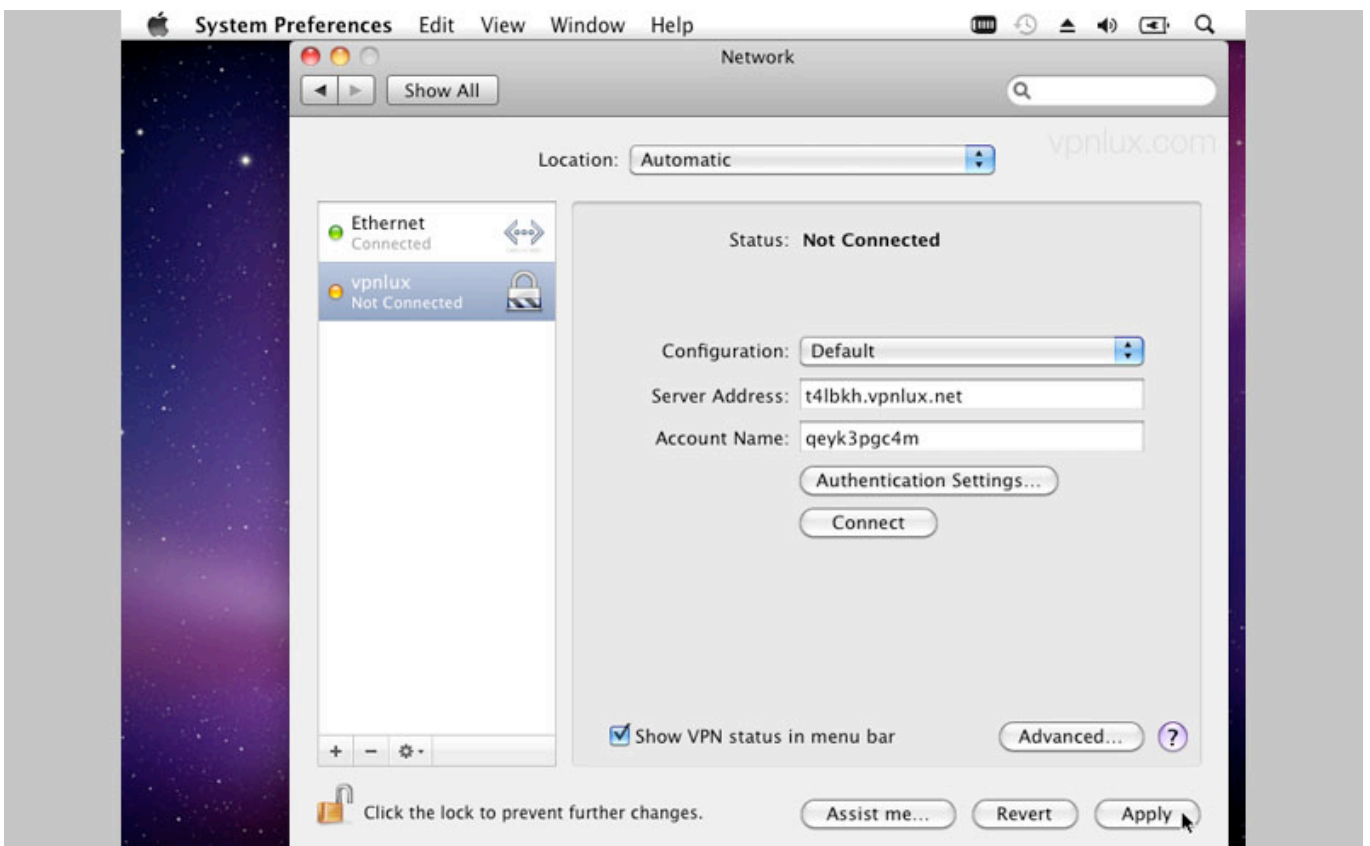 System Preferences Edit View Window Help
Network
Show All
vpnlux.com
Location: Automatic
Ethernet
Connected
vpnlux
Not Connected
Status: Not Connected
Configuration: Default
Server Address: t4lbkh.vpnlux.net
Account Name: qeyk3pgc4m
Authentication Settings...
Connect
Show VPN status in menu bar
Advanced... ?
Click the lock to prevent further changes.
Assist me... Revert Apply